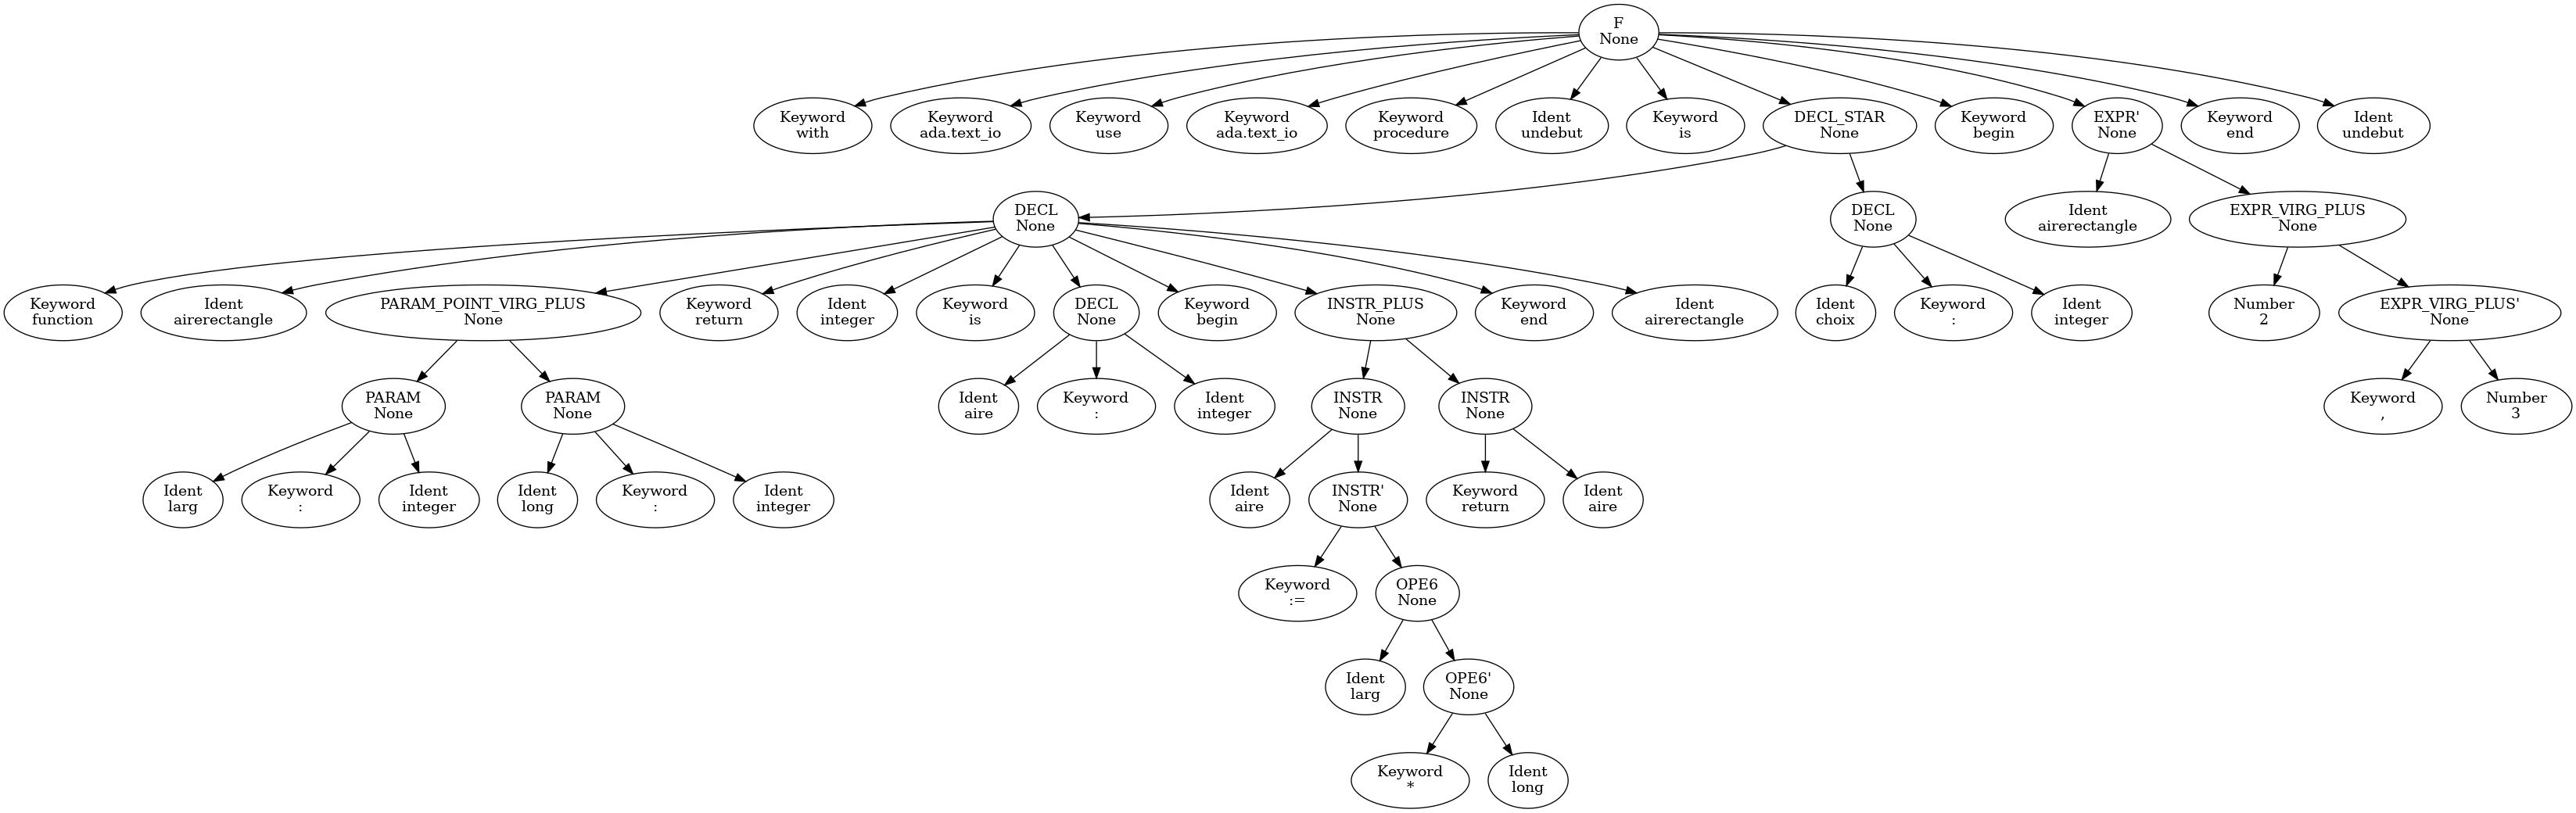 F
None
Keyword
with
Keyword
ada.text_io
Keyword
use
Keyword
ada.text_io
Keyword
procedure
Ident
undebut
Keyword
is
DECL_STAR
None
Keyword
begin
EXPR'
None
Keyword
end
Ident
undebut
DECL
None
DECL
None
Ident
airerectangle
EXPR_VIRG_PLUS
None
Keyword
function
Ident
airerectangle
PARAM_POINT_VIRG_PLUS
None
Keyword
return
Ident
integer
Keyword
is
DECL
None
Keyword
begin
INSTR_PLUS
None
Keyword
end
Ident
airerectangle
Ident
choix
Keyword
:
Ident
integer
Number
2
EXPR_VIRG_PLUS'
None
PARAM
None
PARAM
None
Ident
aire
Keyword
:
Ident
integer
INSTR
None
INSTR
None
Keyword
,
Number
3
Ident
larg
Keyword
:
Ident
integer
Ident
long
Keyword
:
Ident
integer
Ident
aire
INSTR'
None
Keyword
return
Ident
aire
Keyword
:=
OPE6
None
Ident
larg
OPE6'
None
Keyword
*
Ident
long